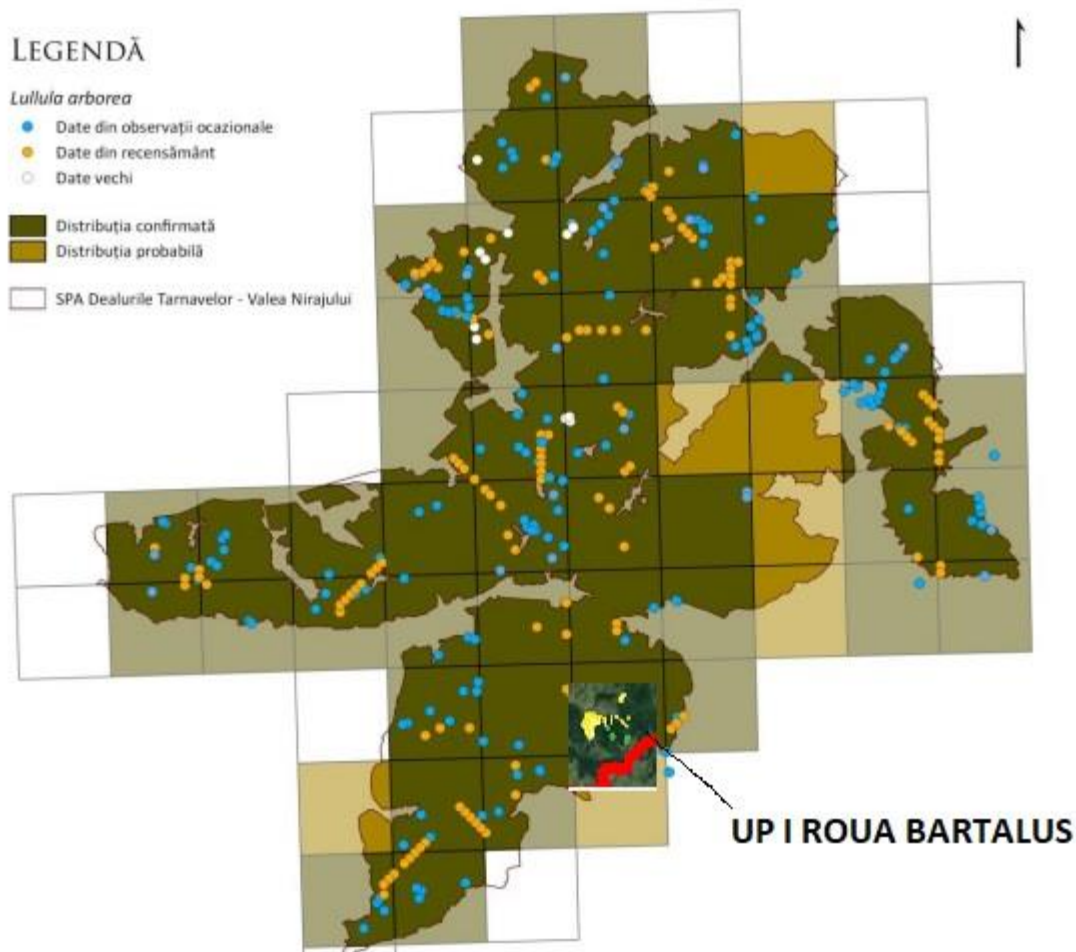 LEGENDĂ
Lullula arborea
Date din observații ocazionale
Date din recensământ
Date vechi
Distribuția confirmată
Distribuția probabilă
SPA Dealurile Tarnavelor - Valea Nirajului
UP I ROUA BARTALUS